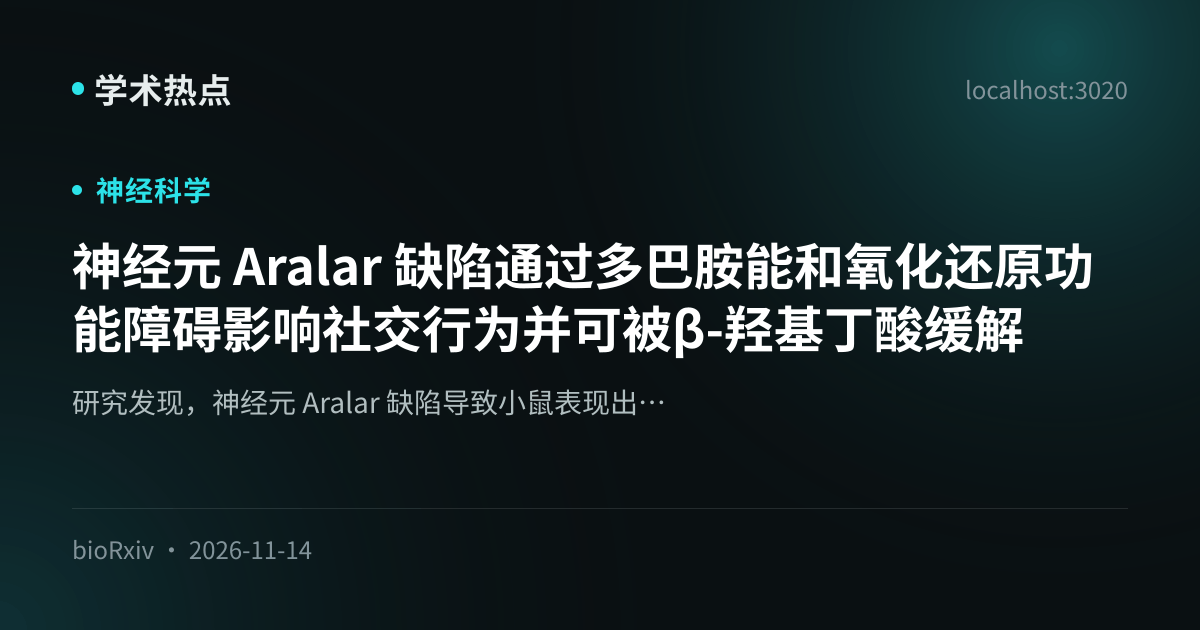 学术热点
localhost:3020
神经科学
神经元 Aralar 缺陷通过多巴胺能和氧化还原功
能障碍影响社交行为并可被β-羟基丁酸缓解
研究发现，神经元 Aralar 缺陷导致小鼠表现出…
bioRxiv • 2026-11-14